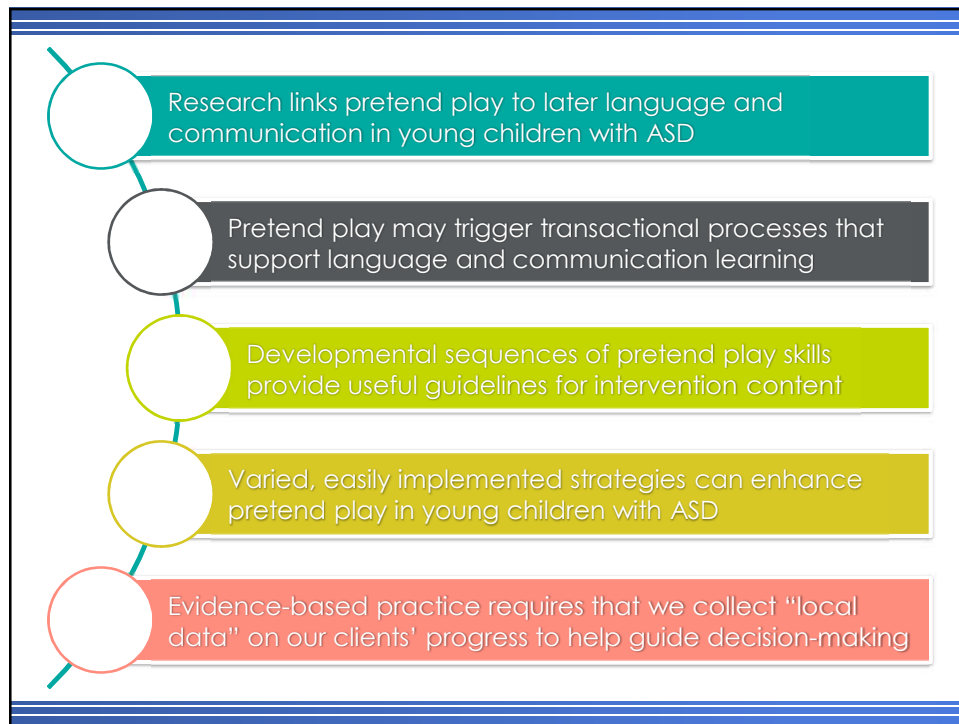 Research links pretend play to later language and
communication in young children with ASD
Pretend play may trigger transactional processes that
support language and communication learning
Developmental sequences of pretend play skills
provide useful guidelines for intervention content
Varied, easily implemented strategies can enhance
pretend play in young children with ASD
Evidence-based practice requires that we collect “local
data” on our clients’ progress to help guide decision-making